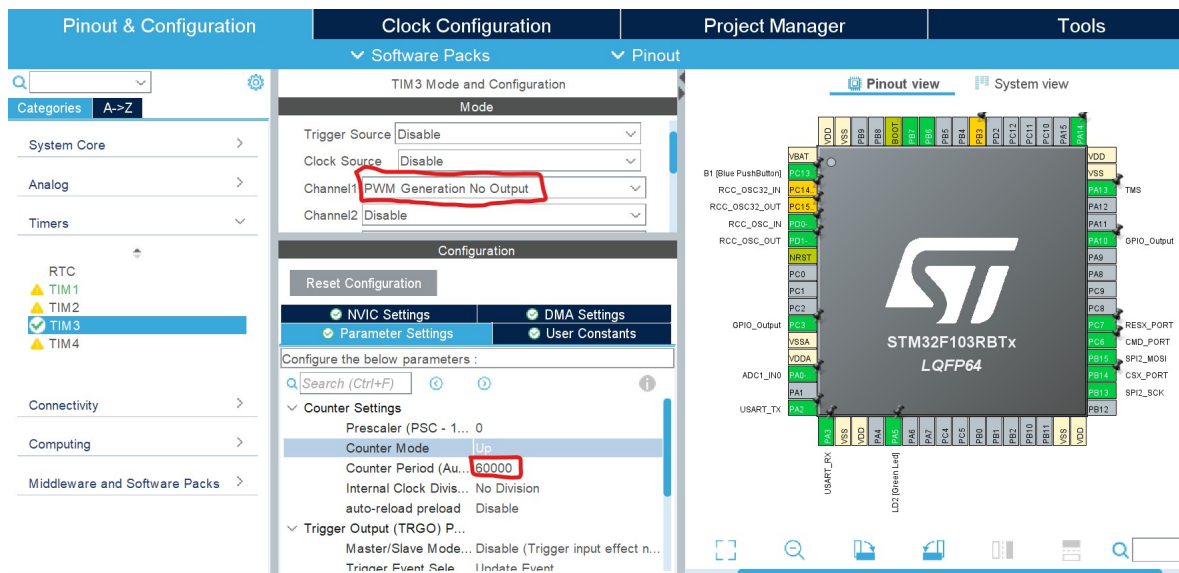 Pinout & Configuration
Clock Configuration
Project Manager
Tools
Software Packs
Pinout
Categories
A->Z
System Core
Analog
Timers
RTC
TIM1
TIM2
TIM3
TIM4
Connectivity
Computing
Middleware and Software Packs
TIM3 Mode and Configuration
Mode
Trigger Source Disable
Clock Source Disable
Channel1 PWM Generation No Output
Channel2 Disable
Configuration
Reset Configuration
NVIC Settings
DMA Settings
Parameter Settings
User Constants
Configure the below parameters :
Search (Ctrl+F)
Counter Settings
Prescaler (PSC - 1... 0
Counter Mode Up
Counter Period (Au... 60000
Internal Clock Divis... No Division
auto-reload preload Disable
Trigger Output (TRGO) P...
Master/Slave Mode... Disable (Trigger input effect n...
Trigger Event Sele... Update Event
Pinout view
System view
VDD VSS PB9 PB8 BOOT PB7 PB6 PB5 PB4 PB3 PD2 PC12 PC11 PC10 PA15 PA14
VBAT
B1 [Blue PushButton] PC13
RCC_OSC32_IN PC14
RCC_OSC32_OUT PC15
RCC_OSC_IN PD0-
RCC_OSC_OUT PD1-
NRST
PC0
PC1
PC2
GPIO_Output PC3
VSSA
VDDA
ADC1_IN0 PA0-
PA1
USART_TX PA2
STM32F103RBTx
LQFP64
VDD
VSS
PA13 TMS
PA12
PA11
PA10 GPIO_Output
PA9
PA8
PC9
PC8
PC7 RESX_PORT
PC6 CMD_PORT
PB15 SPI2_MOSI
PB14 CSX_PORT
PB13 SPI2_SCK
PB12
PA3 VSS VDD PA4 PA5 PA6 PA7 PC4 PC5 PB0 PB1 PB2 PB10 PB11 VSS VDD
USART_RX
LD2 [Green Led]